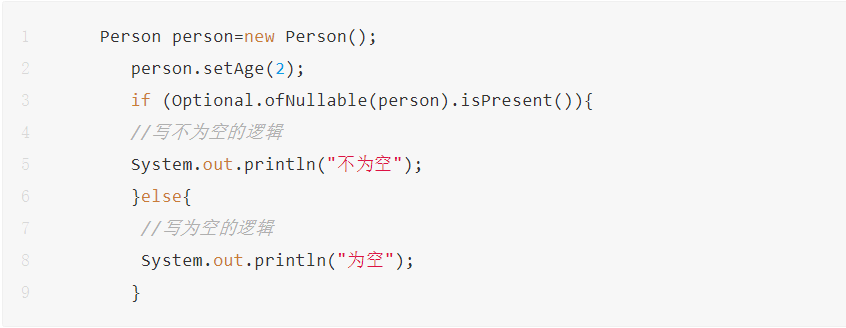 1 Person person=new Person();
2 person.setAge(2);
3 if (Optional.ofNullable(person).isPresent()){
4 //写不为空的逻辑
5 System.out.println("不为空");
6 }else{
7 //写为空的逻辑
8 System.out.println("为空");
9 }